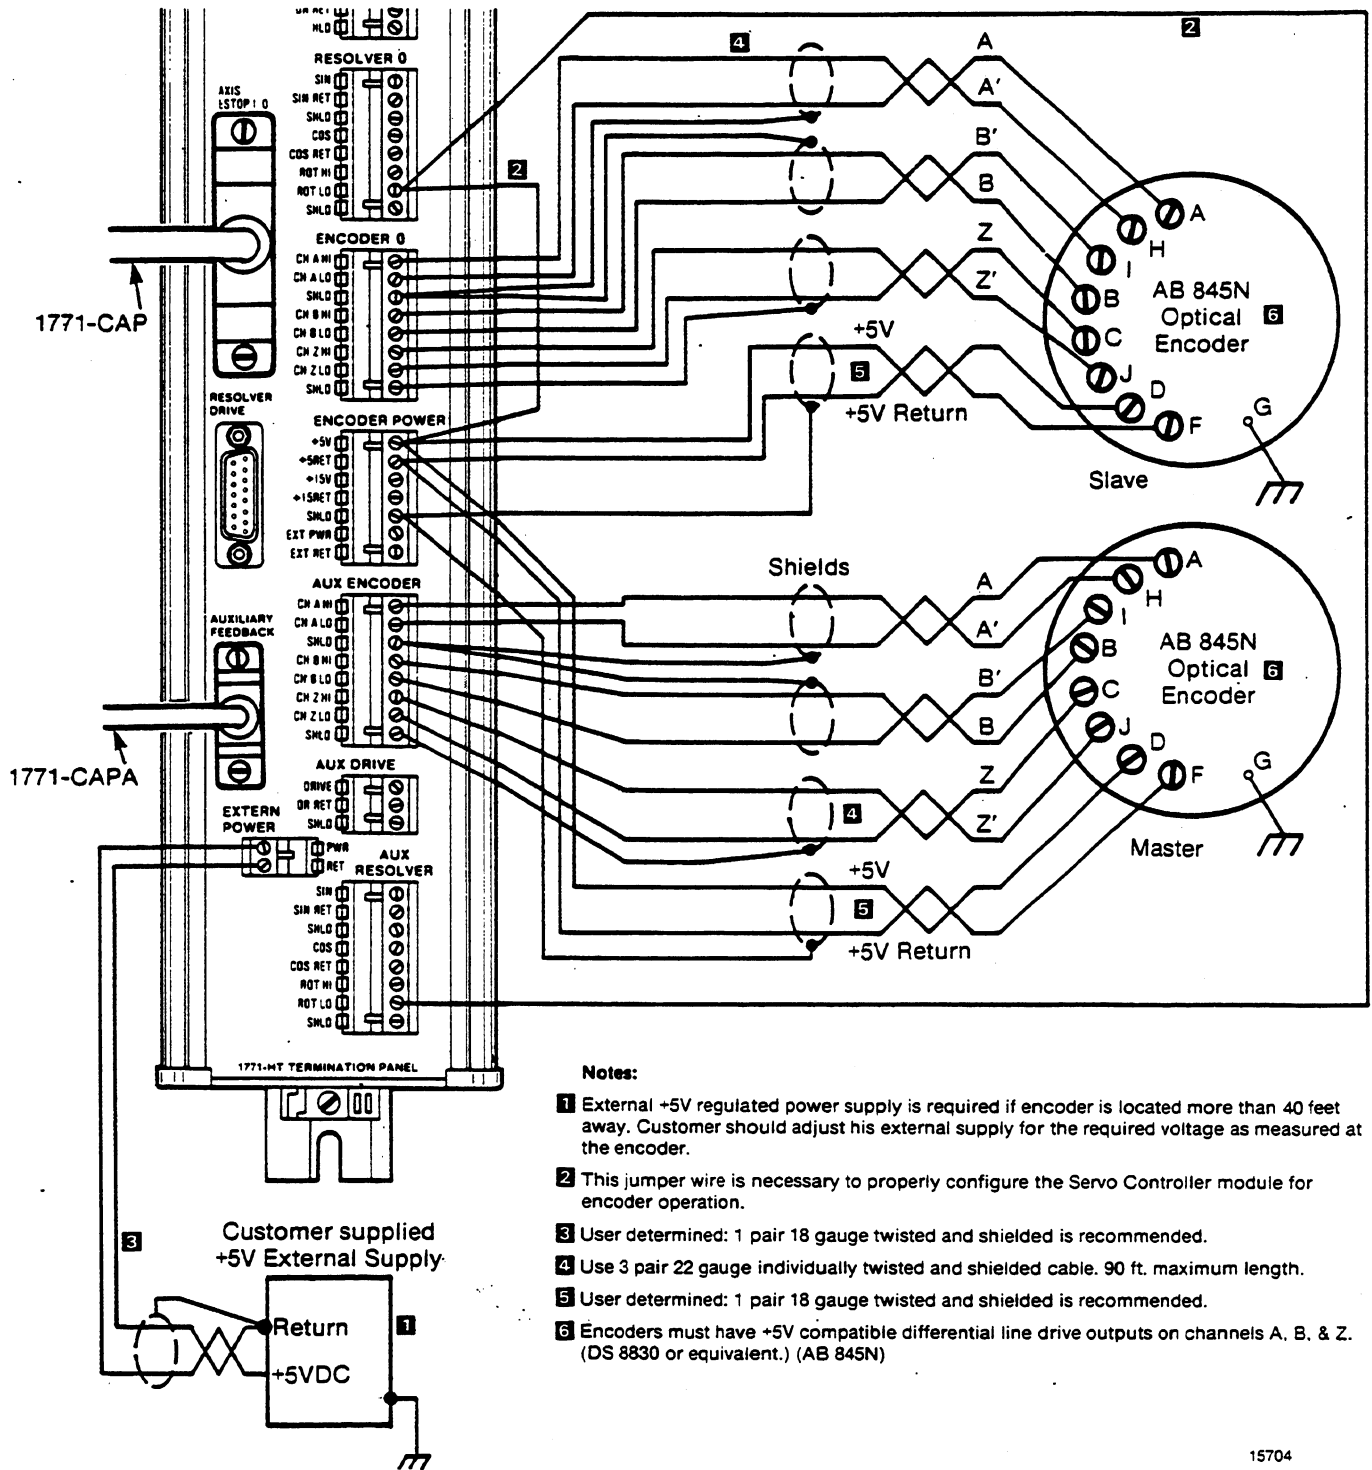 HLD
RESOLVER 0
SIN
SIN RET
SHLD
COS
COS RET
ROT HI
ROT LO
SHLD
AXIS
ESTOP 1 0
1771-CAP
ENCODER 0
CH A HI
CH A LO
SHLD
CH B HI
CH B LO
CH Z HI
CH Z LO
SHLD
RESOLVER
DRIVE
ENCODER POWER
+5V
+5RET
+15V
+15RET
SHLD
EXT PWR
EXT RET
AUX ENCODER
CH A HI
CH A LO
SHLD
CH B HI
CH B LO
CH Z HI
CH Z LO
SHLD
AUXILIARY
FEEDBACK
1771-CAPA
AUX DRIVE
DRIVE
DR RET
SHLD
EXTERN
POWER
PWR
RET
AUX
RESOLVER
SIN
SIN RET
SHLD
COS
COS RET
ROT HI
ROT LO
SHLD
1771-HT TERMINATION PANEL
2
2
4
A
A'
B'
B
Z
Z'
+5V
5
+5V Return
A
H
I
B
C
J
D
F
G
AB 845N
Optical
Encoder
6
Slave
Shields
A
A'
B'
B
Z
4
Z'
+5V
5
+5V Return
A
H
I
B
C
J
D
F
G
AB 845N
Optical
Encoder
6
Master
3
Customer supplied
+5V External Supply
Return
1
+5VDC
Notes:
1 External +5V regulated power supply is required if encoder is located more than 40 feet
away. Customer should adjust his external supply for the required voltage as measured at
the encoder.
2 This jumper wire is necessary to properly configure the Servo Controller module for
encoder operation.
3 User determined: 1 pair 18 gauge twisted and shielded is recommended.
4 Use 3 pair 22 gauge individually twisted and shielded cable. 90 ft. maximum length.
5 User determined: 1 pair 18 gauge twisted and shielded is recommended.
6 Encoders must have +5V compatible differential line drive outputs on channels A, B, & Z.
(DS 8830 or equivalent.) (AB 845N)
15704